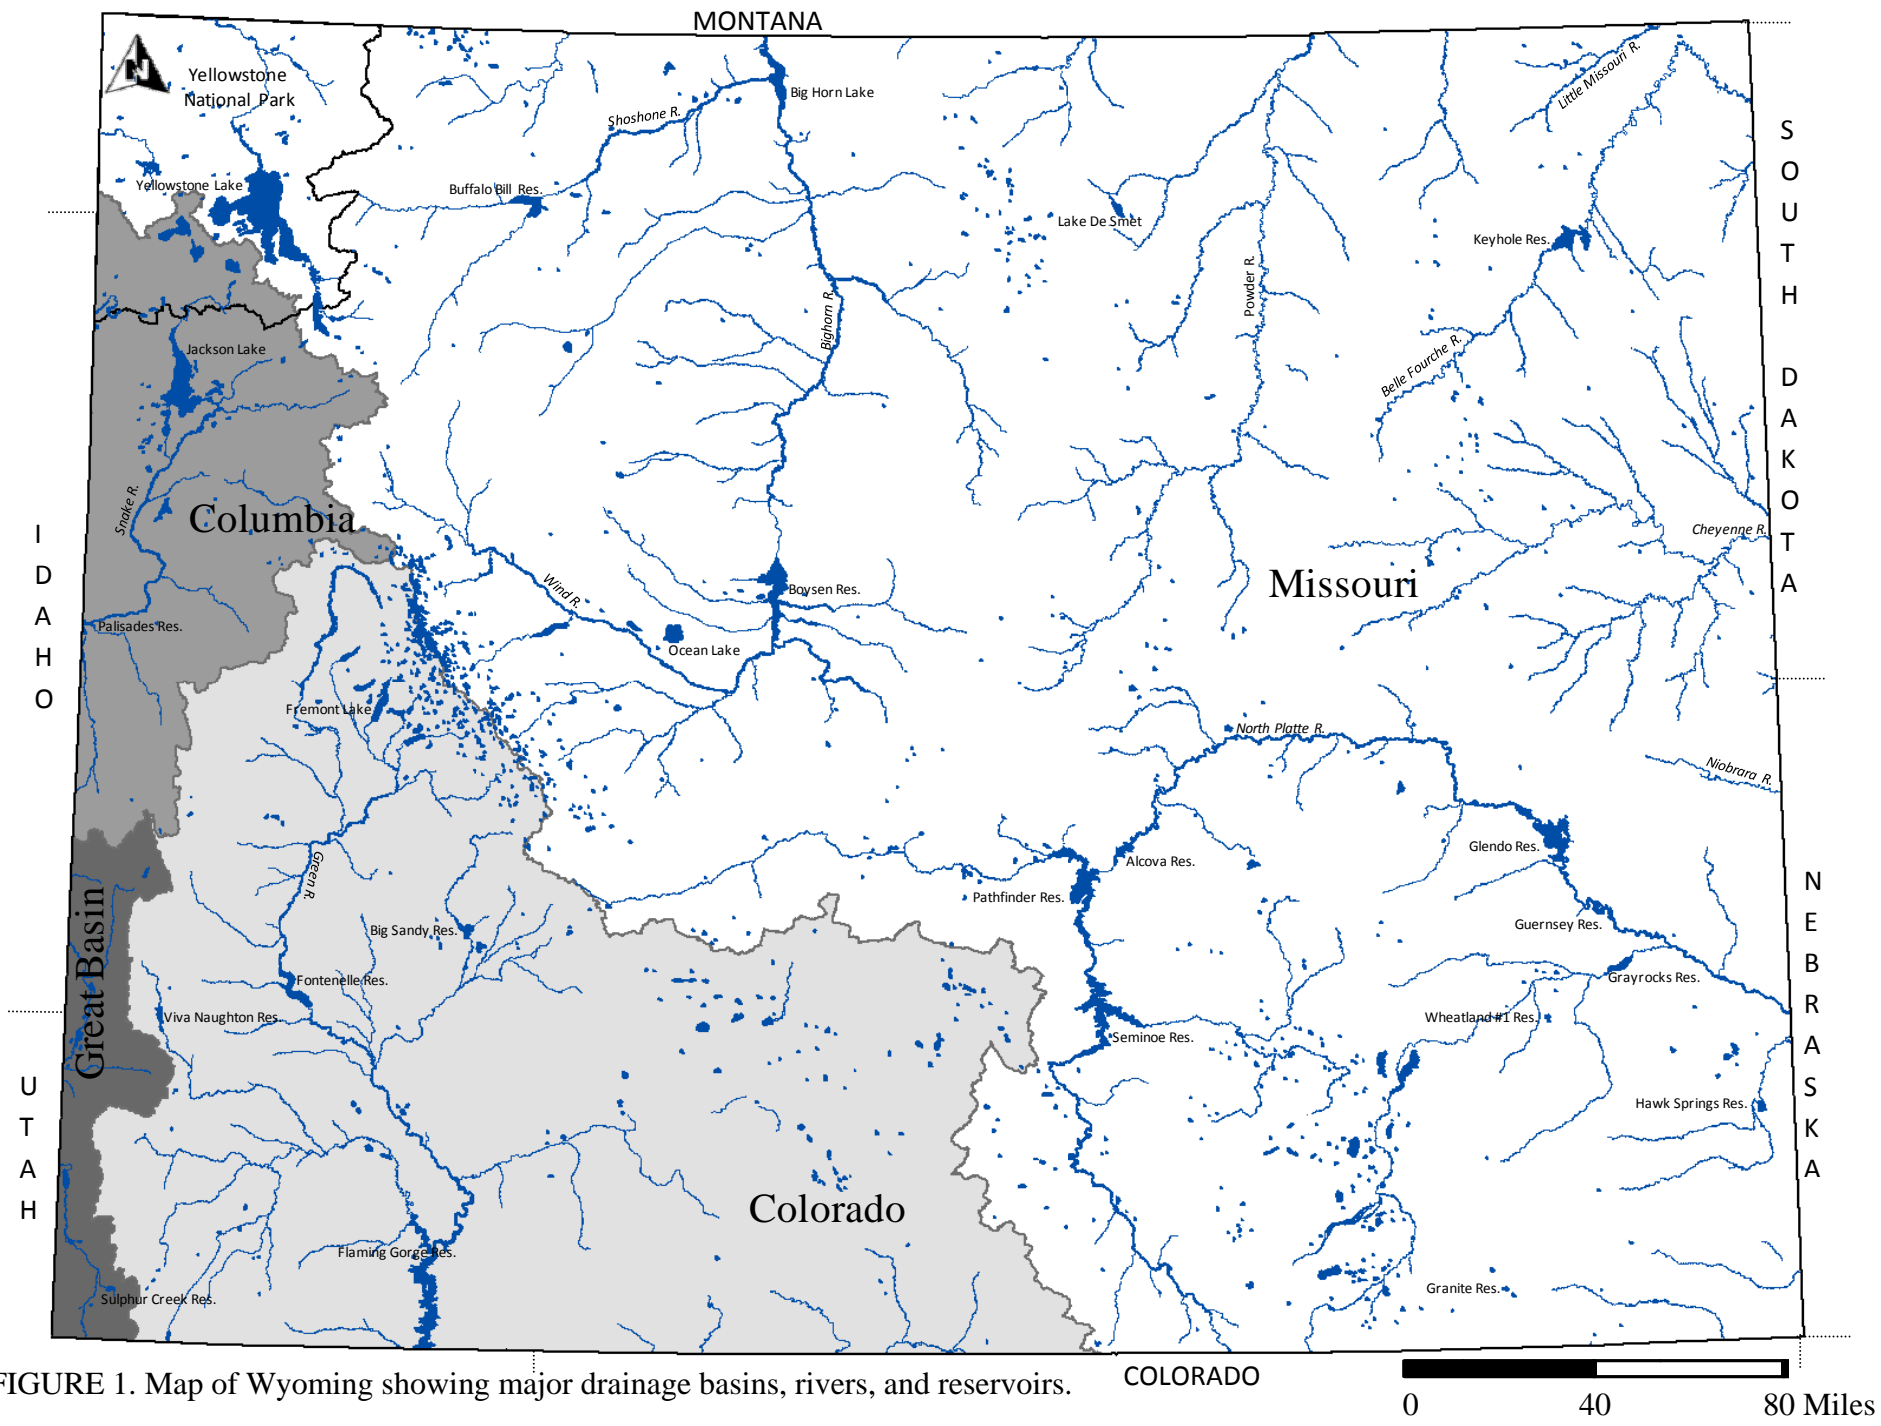 MONTANA
N
Yellowstone
National Park
Big Horn Lake
Little Missouri R.
Shoshone R.
Yellowstone Lake
Buffalo Bill Res.
Lake De Smet
Keyhole Res.
SOUTH DAKOTA
Powder R.
Bighorn R.
Jackson Lake
Belle Fourche R.
Snake R.
Columbia
Cheyenne R.
IDAHO
Wind R.
Boysen Res.
Missouri
Palisades Res.
Ocean Lake
Fremont Lake
North Platte R.
Niobrara R.
Green R.
Alcova Res.
Glendo Res.
Pathfinder Res.
NEBRASKA
Great Basin
Big Sandy Res.
Guernsey Res.
Fontenelle Res.
Grayrocks Res.
Viva Naughton Res.
Wheatland #1 Res.
Seminoe Res.
UTAH
Hawk Springs Res.
Colorado
Flaming Gorge Res.
Sulphur Creek Res.
Granite Res.
COLORADO
FIGURE 1. Map of Wyoming showing major drainage basins, rivers, and reservoirs.
0 40 80 Miles